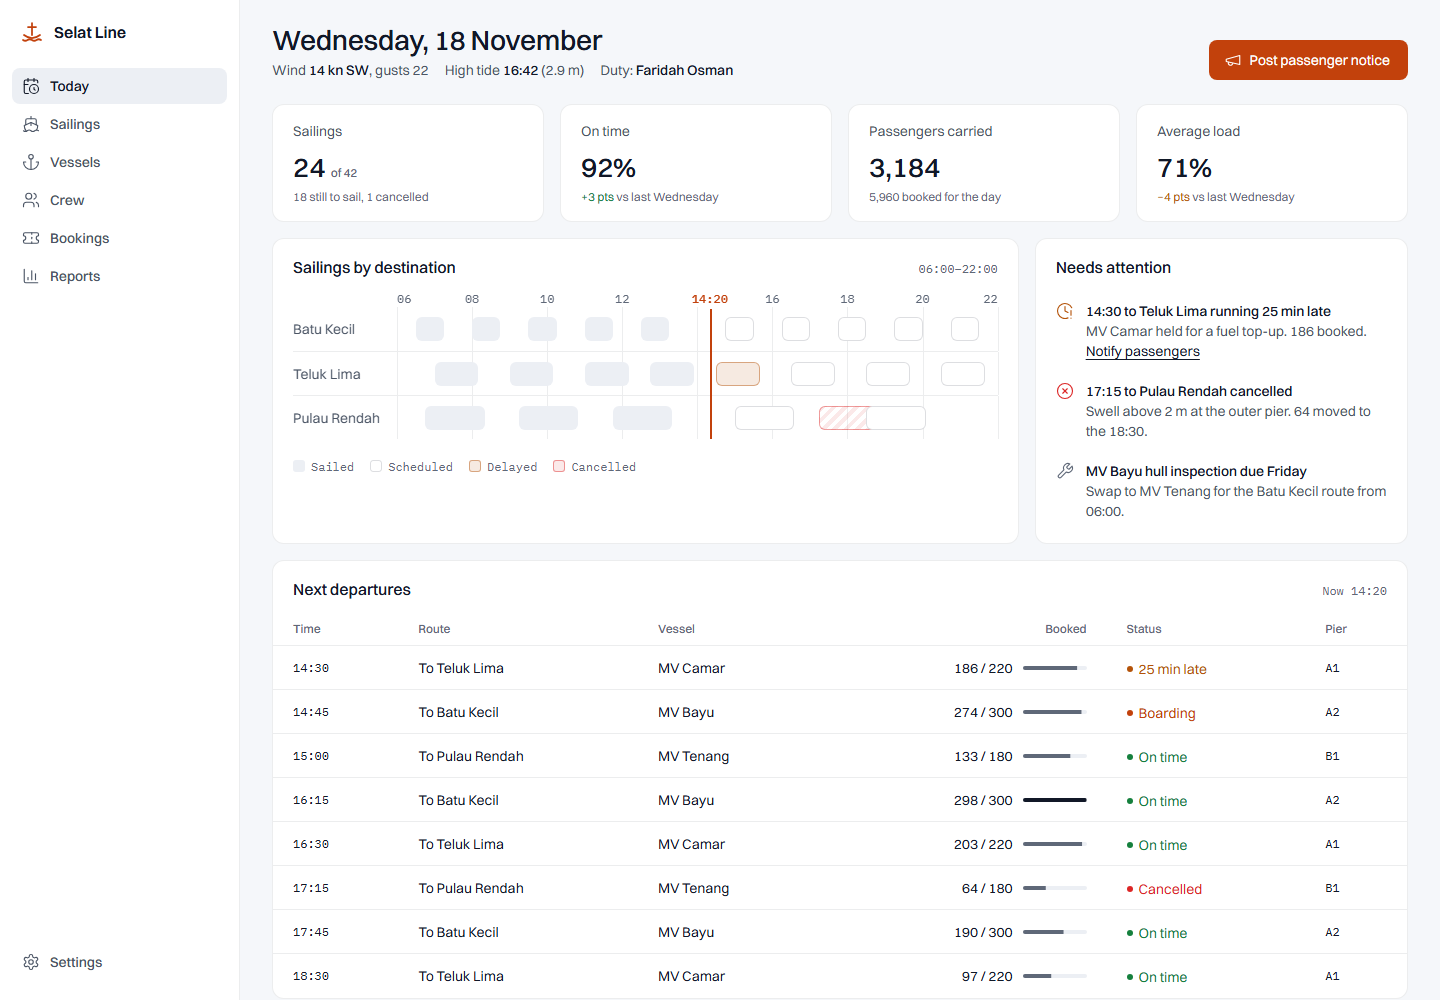 Selat Line
Today
Sailings
Vessels
Crew
Bookings
Reports
Settings
Wednesday, 18 November
Wind 14 kn SW, gusts 22 High tide 16:42 (2.9 m) Duty: Faridah Osman
Post passenger notice
Sailings
24 of 42
18 still to sail, 1 cancelled
On time
92%
+3 pts vs last Wednesday
Passengers carried
3,184
5,960 booked for the day
Average load
71%
−4 pts vs last Wednesday
Sailings by destination
06:00–22:00
06 08 10 12 14:20 16 18 20 22
Batu Kecil
Teluk Lima
Pulau Rendah
Sailed Scheduled Delayed Cancelled
Needs attention
14:30 to Teluk Lima running 25 min late
MV Camar held for a fuel top-up. 186 booked.
Notify passengers
17:15 to Pulau Rendah cancelled
Swell above 2 m at the outer pier. 64 moved to
the 18:30.
MV Bayu hull inspection due Friday
Swap to MV Tenang for the Batu Kecil route from
06:00.
Next departures
Now 14:20
Time Route Vessel Booked Status Pier
14:30 To Teluk Lima MV Camar 186 / 220 25 min late A1
14:45 To Batu Kecil MV Bayu 274 / 300 Boarding A2
15:00 To Pulau Rendah MV Tenang 133 / 180 On time B1
16:15 To Batu Kecil MV Bayu 298 / 300 On time A2
16:30 To Teluk Lima MV Camar 203 / 220 On time A1
17:15 To Pulau Rendah MV Tenang 64 / 180 Cancelled B1
17:45 To Batu Kecil MV Bayu 190 / 300 On time A2
18:30 To Teluk Lima MV Camar 97 / 220 On time A1